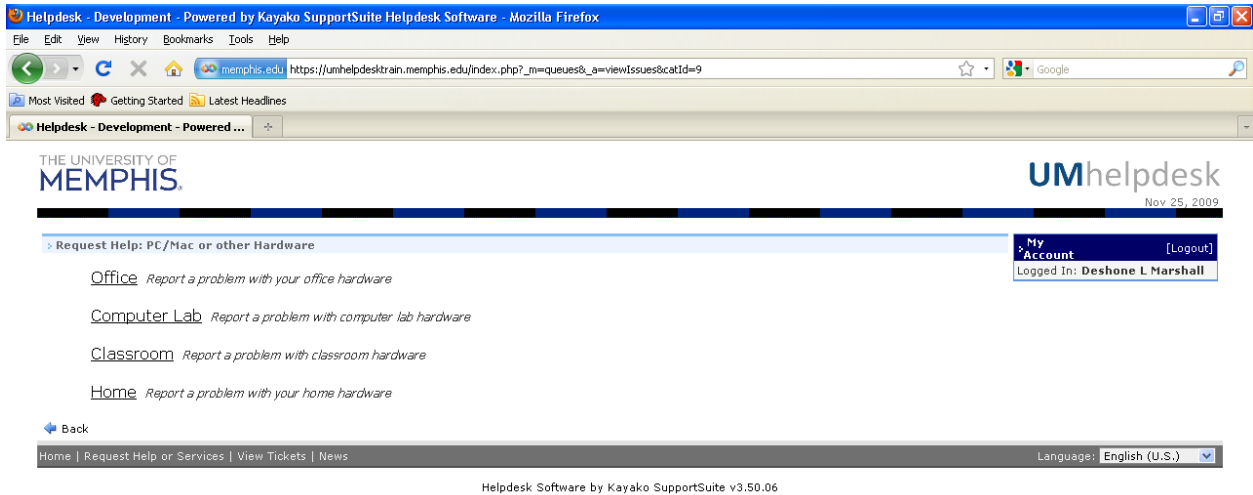 Helpdesk - Development - Powered by Kayako SupportSuite Helpdesk Software - Mozilla Firefox
File Edit View History Bookmarks Tools Help
memphis.edu https://umhelpdesktrain.memphis.edu/index.php?_m=queues&_a=viewIssues&catId=9 Google
Most Visited Getting Started Latest Headlines
Helpdesk - Development - Powered ...
THE UNIVERSITY OF
MEMPHIS.
UMhelpdesk
Nov 25, 2009
Request Help: PC/Mac or other Hardware
My Account [Logout]
Logged In: Deshone L Marshall
Office Report a problem with your office hardware
Computer Lab Report a problem with computer lab hardware
Classroom Report a problem with classroom hardware
Home Report a problem with your home hardware
Back
Home | Request Help or Services | View Tickets | News Language: English (U.S.)
Helpdesk Software by Kayako SupportSuite v3.50.06